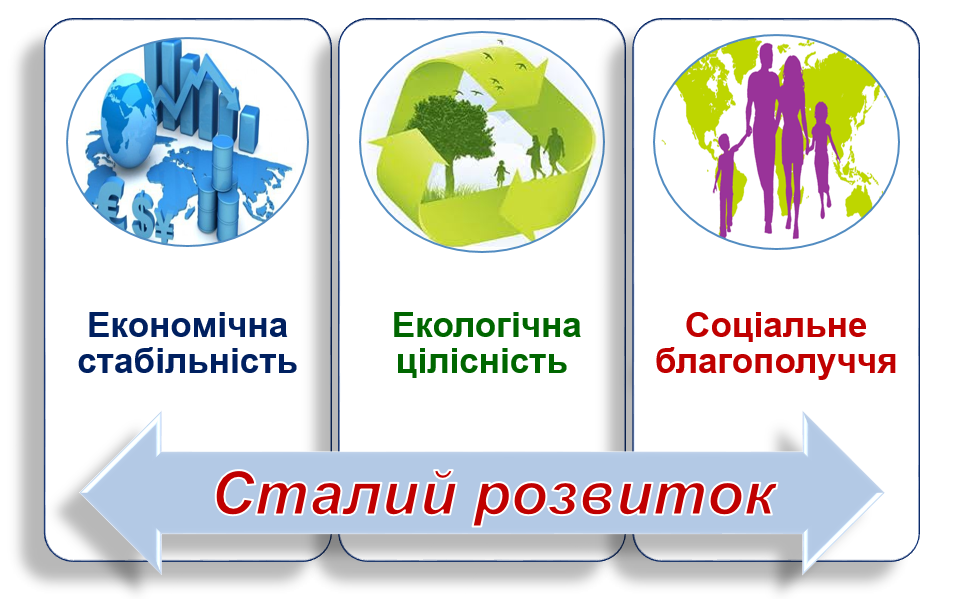 € $ ¥
Економічна
стабільність
Екологічна
цілісність
Соціальне
благополуччя
Сталий розвиток